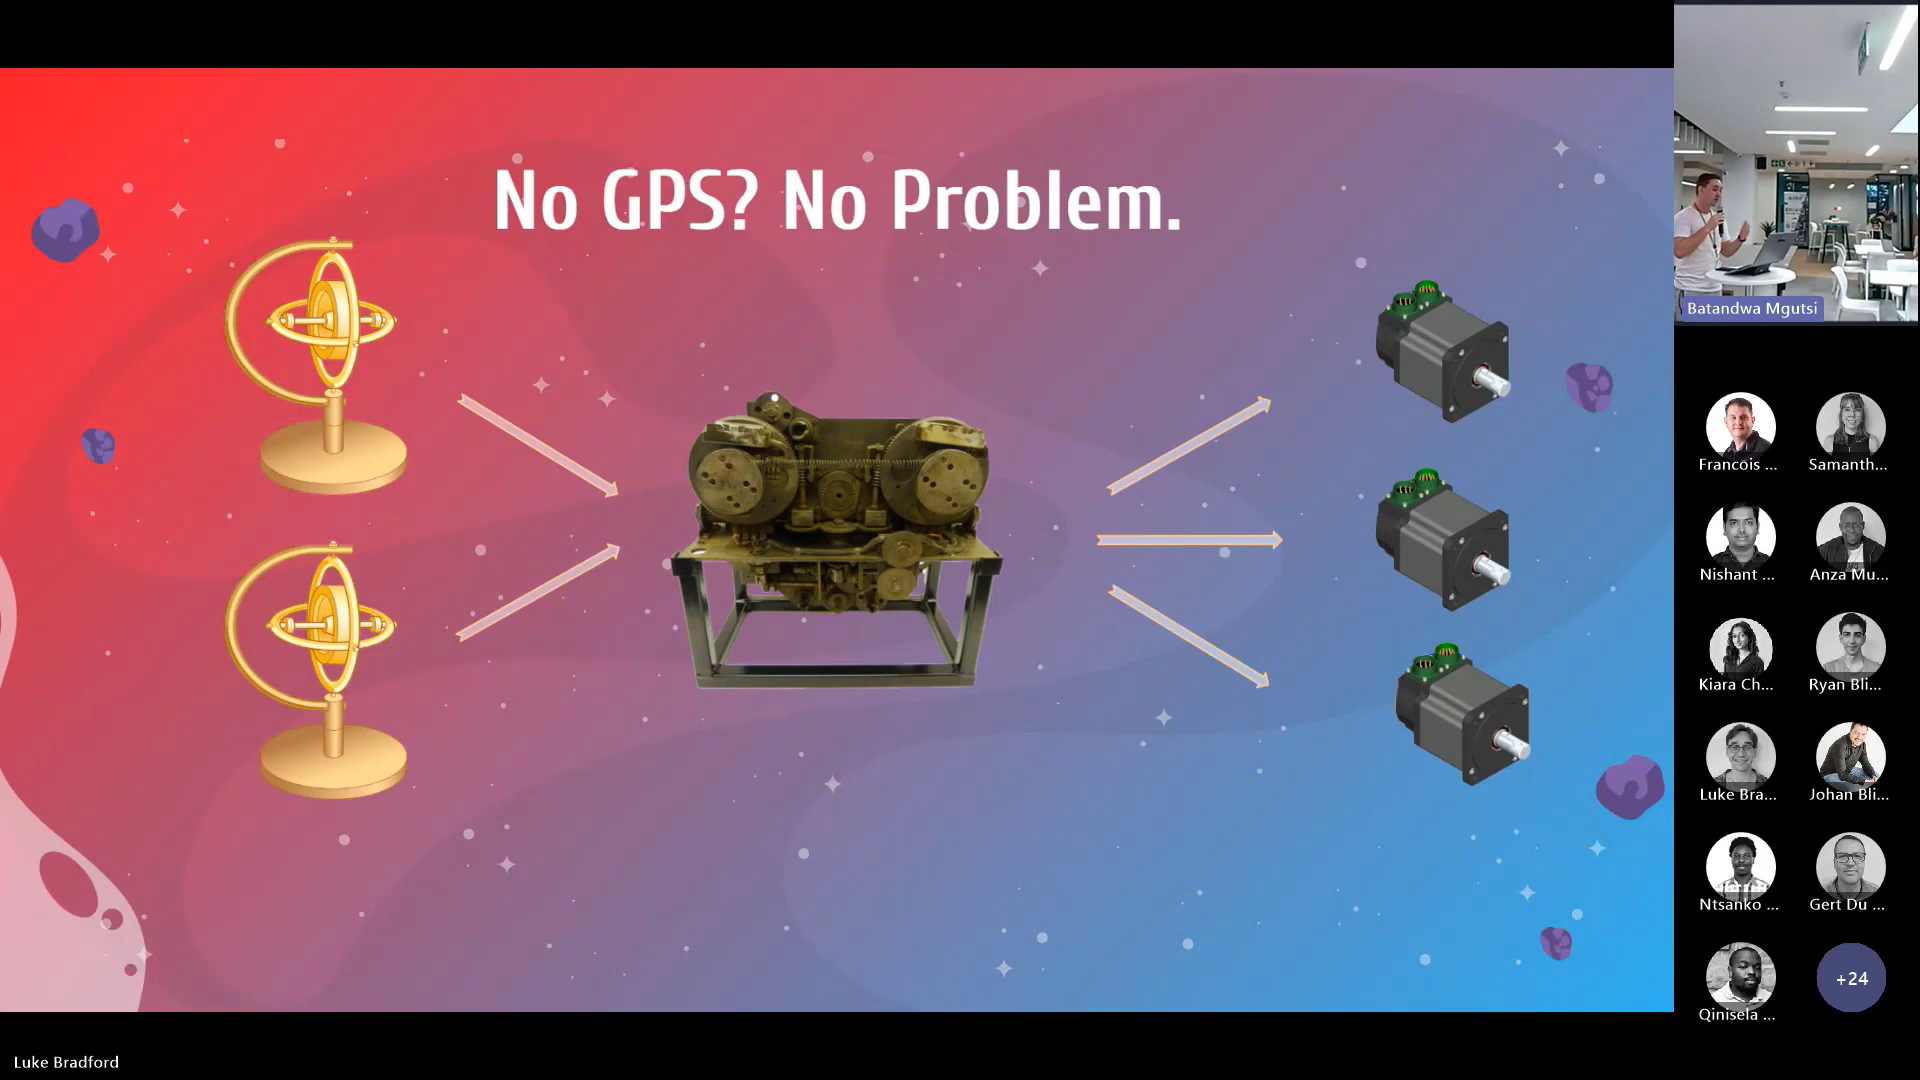 No GPS? No Problem.
Batandwa Mgutsi
Francois ...
Samanth...
Nishant ...
Anza Mu...
Kiara Ch...
Ryan Bli...
Luke Bra...
Johan Bli...
Ntsanko ...
Gert Du ...
Qinisela ...
+24
Luke Bradford